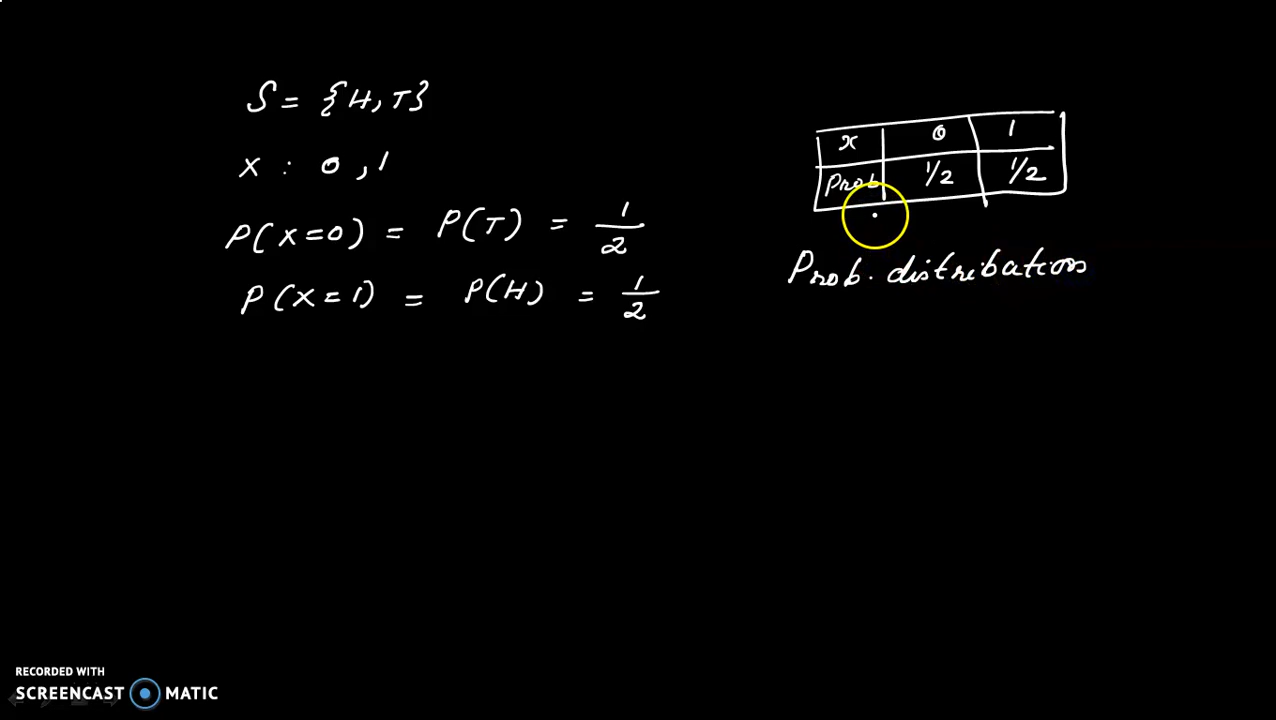 S = {H, T}
X : 0, 1
P(X=0) = P(T) = 1/2
P(X=1) = P(H) = 1/2
x 0 1
Prob 1/2 1/2
Prob. distribution
RECORDED WITH
SCREENCAST MATIC